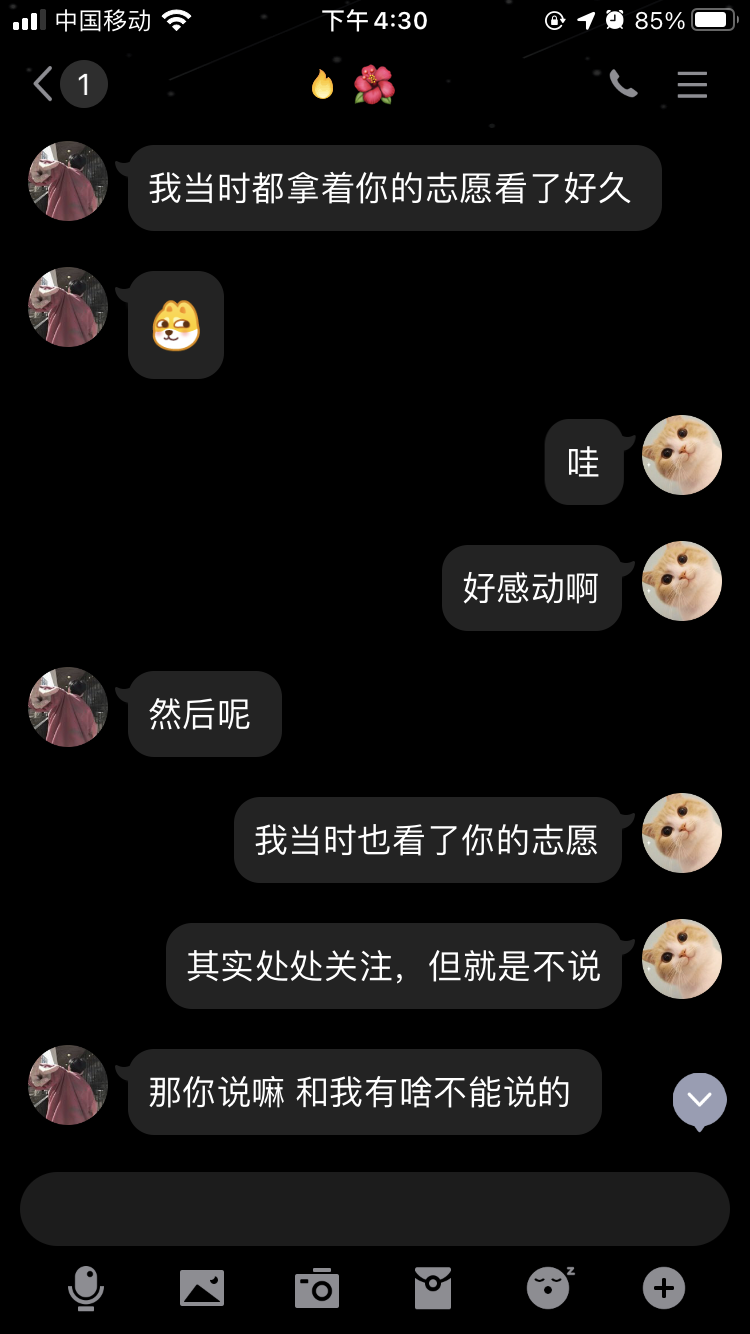 中国移动 下午4:30 85%
1
我当时都拿着你的志愿看了好久
哇
好感动啊
然后呢
我当时也看了你的志愿
其实处处关注，但就是不说
那你说嘛 和我有啥不能说的
z